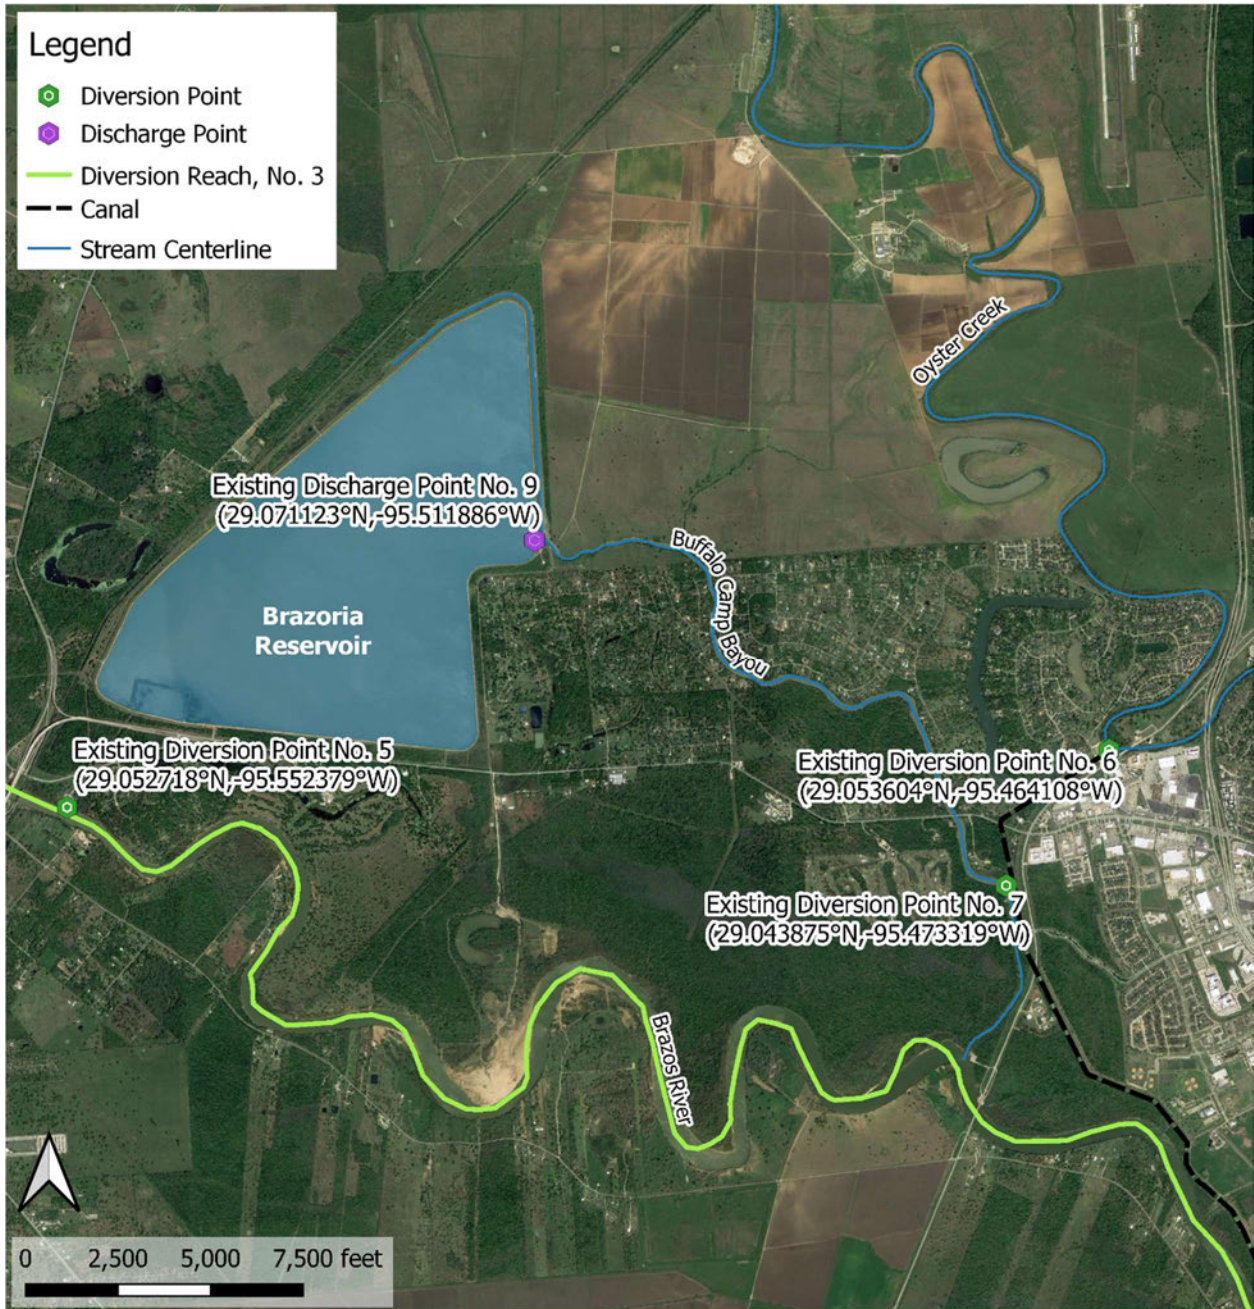 Legend
Diversion Point
Discharge Point
Diversion Reach, No. 3
Canal
Stream Centerline
Oyster Creek
Existing Discharge Point No. 9
(29.071123°N,-95.511886°W)
Buffalo Camp Bayou
Brazoria
Reservoir
Existing Diversion Point No. 5
(29.052718°N,-95.552379°W)
Existing Diversion Point No. 6
(29.053604°N,-95.464108°W)
Existing Diversion Point No. 7
(29.043875°N,-95.473319°W)
Brazos River
0 2,500 5,000 7,500 feet